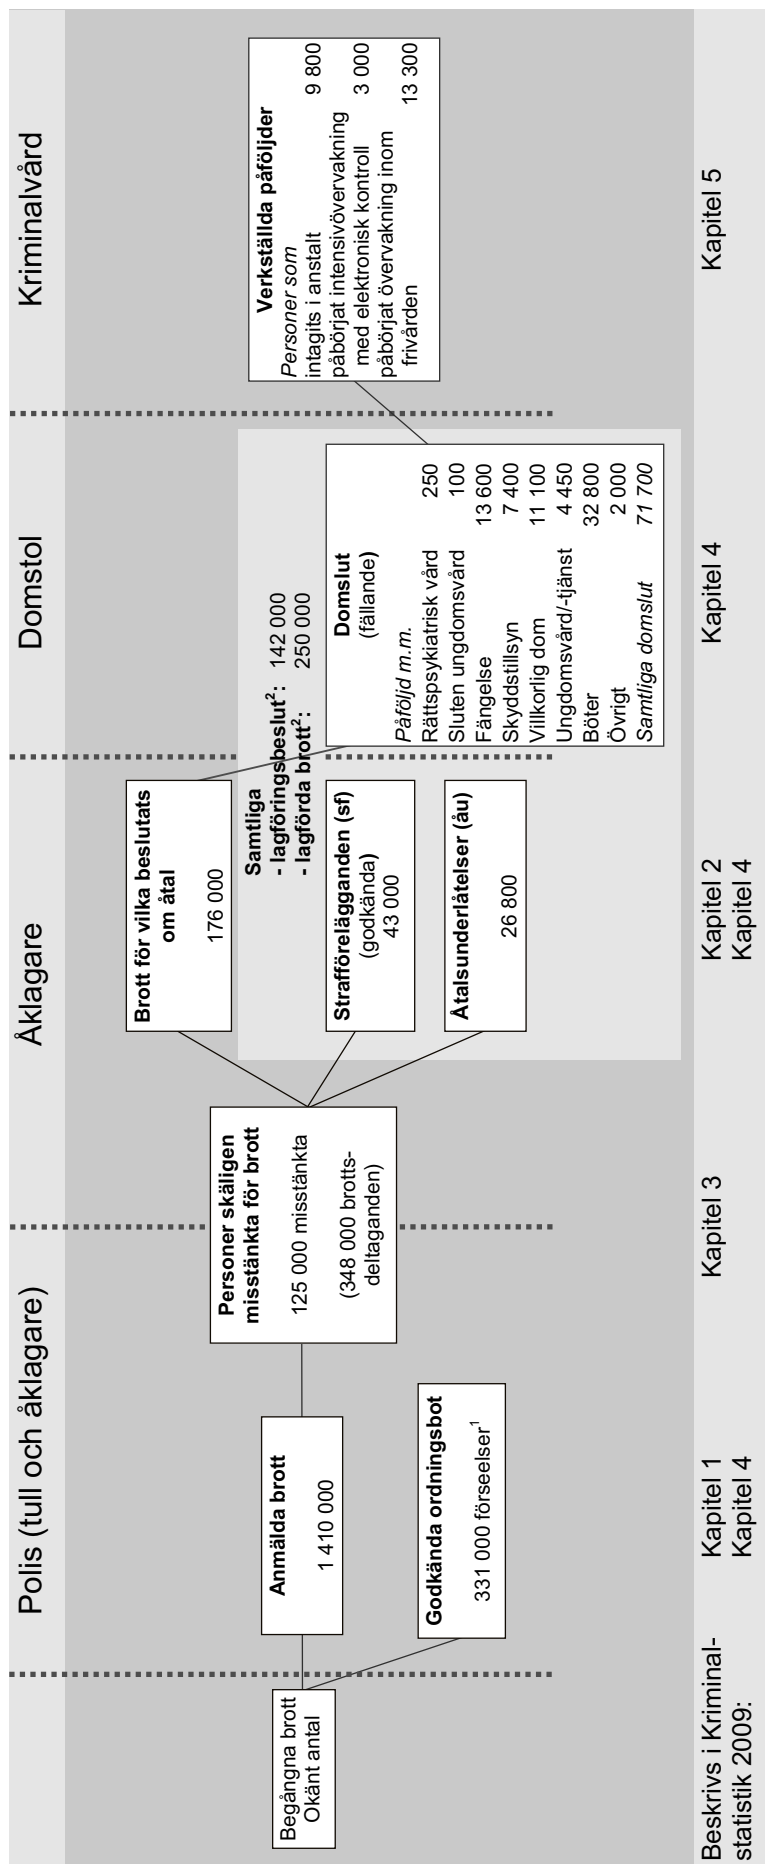 Polis (tull och åklagare)
Åklagare
Domstol
Kriminalvård
Begångna brott
Okänt antal
Anmälda brott
1 410 000
Godkända ordningsbot
331 000 förseelser¹
Personer skäligen
misstänkta för brott
125 000 misstänkta
(348 000 brotts-
deltaganden)
Brott för vilka beslutats
om åtal
176 000
Samtliga
- lagföringsbeslut²: 142 000
- lagförda brott²: 250 000
Strafförelägganden (sf)
(godkända)
43 000
Åtalsunderlåtelser (åu)
26 800
Domslut
(fällande)
Påföljd m.m.
Rättspsykiatrisk vård 250
Sluten ungdomsvård 100
Fängelse 13 600
Skyddstillsyn 7 400
Villkorlig dom 11 100
Ungdomsvård/-tjänst 4 450
Böter 32 800
Övrigt 2 000
Samtliga domslut 71 700
Verkställda påföljder
Personer som
intagits i anstalt 9 800
påbörjat intensivövervakning
med elektronisk kontroll 3 000
påbörjat övervakning inom
frivården 13 300
Beskrivs i Kriminal-
statistik 2009:
Kapitel 1
Kapitel 4
Kapitel 3
Kapitel 2
Kapitel 4
Kapitel 4
Kapitel 5